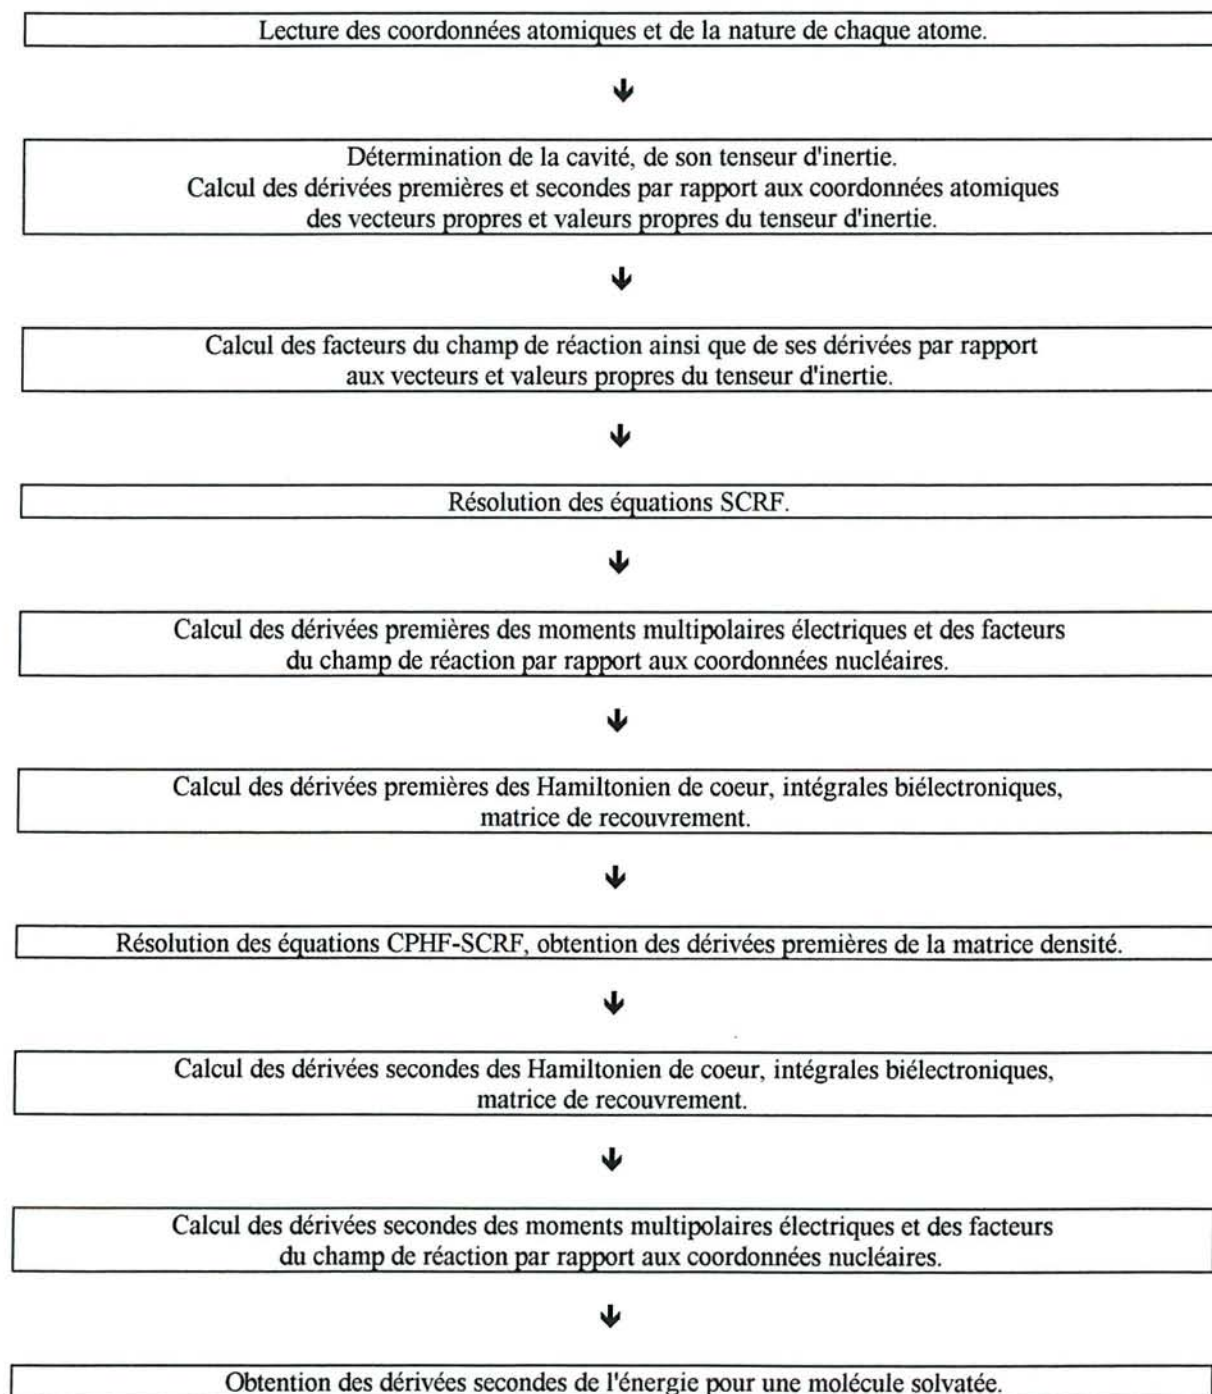 Lecture des coordonnées atomiques et de la nature de chaque atome.
Détermination de la cavité, de son tenseur d'inertie.
Calcul des dérivées premières et secondes par rapport aux coordonnées atomiques
des vecteurs propres et valeurs propres du tenseur d'inertie.
Calcul des facteurs du champ de réaction ainsi que de ses dérivées par rapport
aux vecteurs et valeurs propres du tenseur d'inertie.
Résolution des équations SCRF.
Calcul des dérivées premières des moments multipolaires électriques et des facteurs
du champ de réaction par rapport aux coordonnées nucléaires.
Calcul des dérivées premières des Hamiltonien de coeur, intégrales biélectroniques,
matrice de recouvrement.
Résolution des équations CPHF-SCRF, obtention des dérivées premières de la matrice densité.
Calcul des dérivées secondes des Hamiltonien de coeur, intégrales biélectroniques,
matrice de recouvrement.
Calcul des dérivées secondes des moments multipolaires électriques et des facteurs
du champ de réaction par rapport aux coordonnées nucléaires.
Obtention des dérivées secondes de l'énergie pour une molécule solvatée.